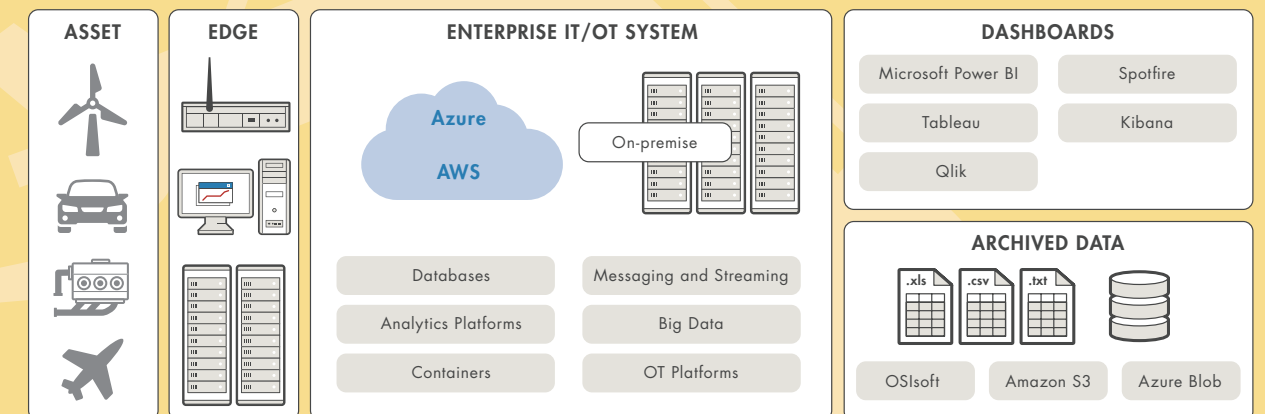 ASSET
EDGE
ENTERPRISE IT/OT SYSTEM
Azure
AWS
On-premise
Databases
Messaging and Streaming
Analytics Platforms
Big Data
Containers
OT Platforms
DASHBOARDS
Microsoft Power BI
Spotfire
Tableau
Kibana
Qlik
ARCHIVED DATA
.xls
.csv
.txt
OSIsoft
Amazon S3
Azure Blob